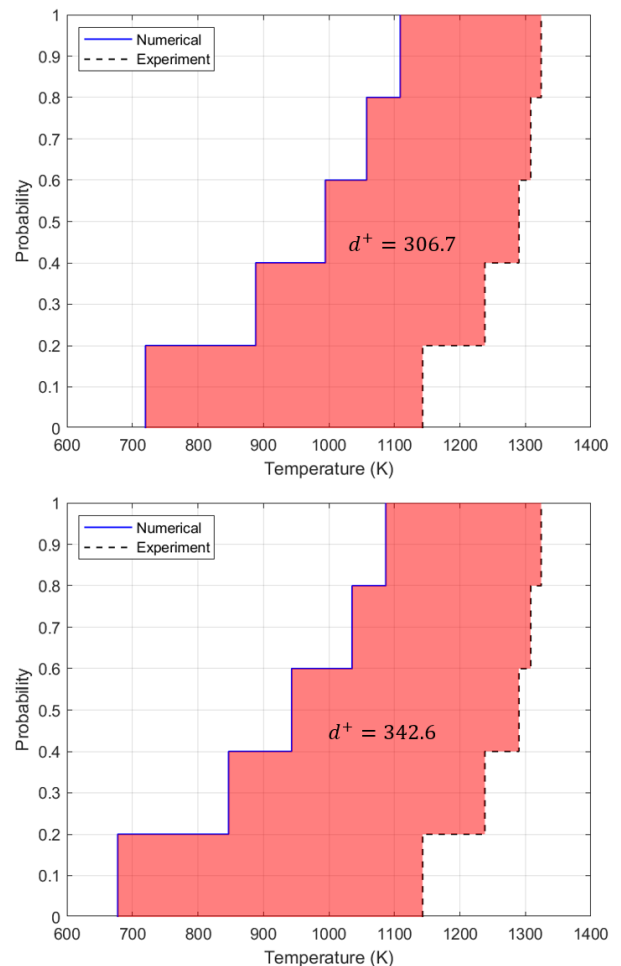 1
0.9
0.8
0.7
0.6
0.5
0.4
0.3
0.2
0.1
0
Probability
Numerical
Experiment
d⁺ = 306.7
600 700 800 900 1000 1100 1200 1300 1400
Temperature (K)
1
0.9
0.8
0.7
0.6
0.5
0.4
0.3
0.2
0.1
0
Probability
Numerical
Experiment
d⁺ = 342.6
600 700 800 900 1000 1100 1200 1300 1400
Temperature (K)